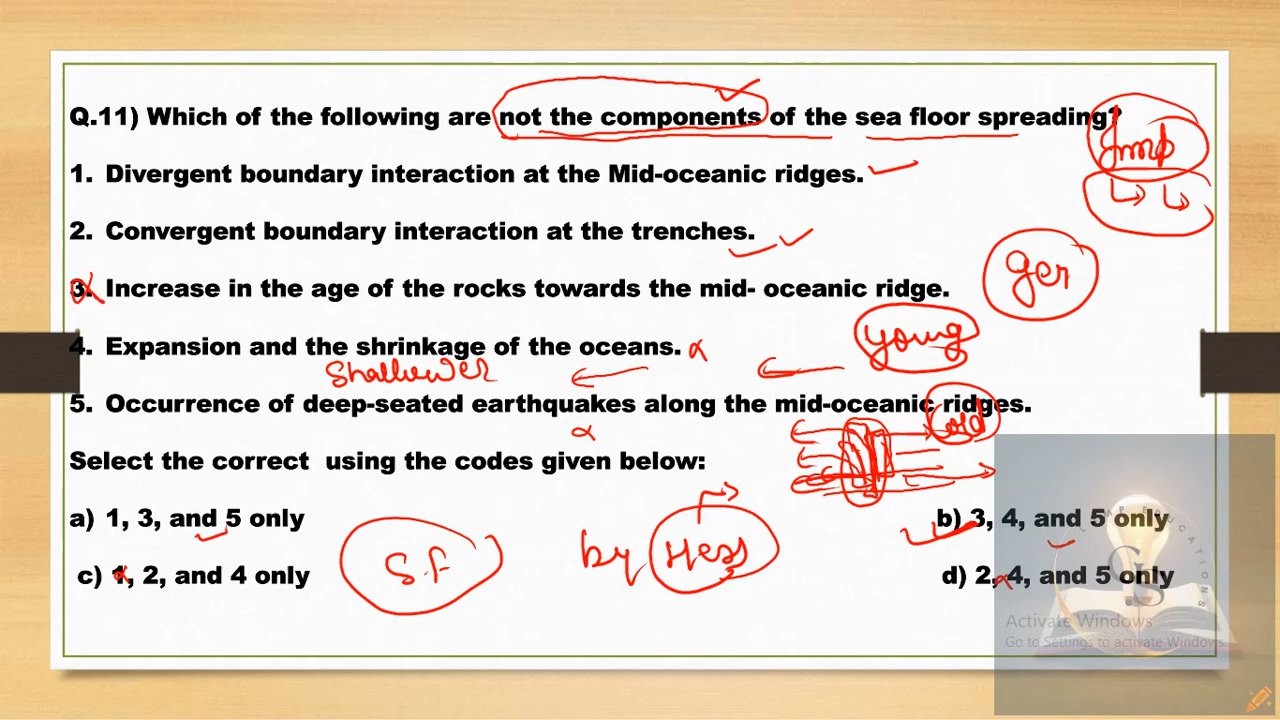 Q.11) Which of the following are not the components of the sea floor spreading?
Imp
1. Divergent boundary interaction at the Mid-oceanic ridges.
2. Convergent boundary interaction at the trenches.
3. Increase in the age of the rocks towards the mid- oceanic ridge.
4. Expansion and the shrinkage of the oceans.
young
Shallower
5. Occurrence of deep-seated earthquakes along the mid-oceanic ridges.
old
Select the correct  using the codes given below:
a) 1, 3, and 5 only
b) 3, 4, and 5 only
S.F
by Hess
c) 1, 2, and 4 only
d) 2, 4, and 5 only
Activate Windows
Go to Settings to activate Windows.